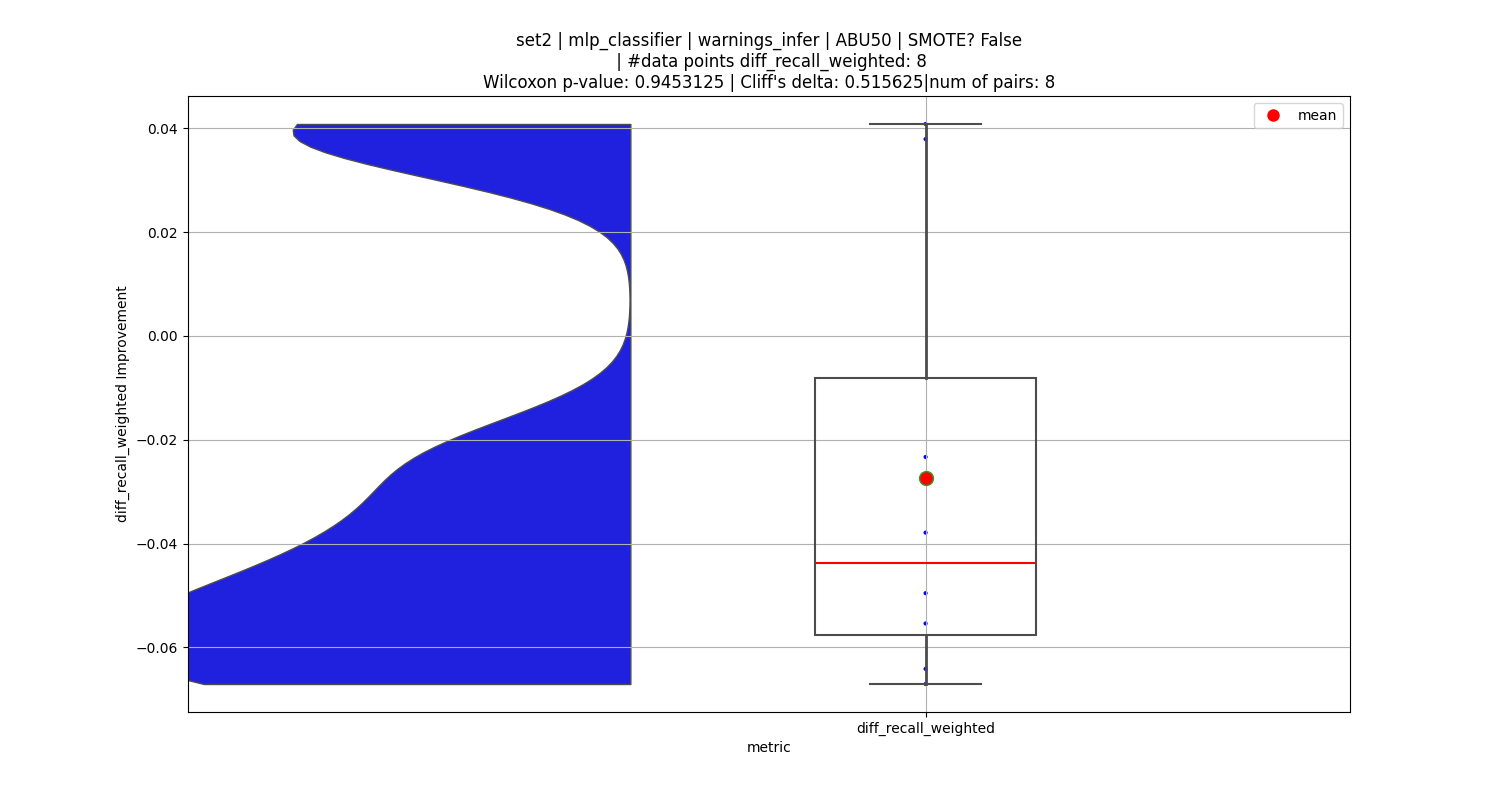 set2 | mlp_classifier | warnings_infer | ABU50 | SMOTE? False
| #data points diff_recall_weighted: 8
Wilcoxon p-value: 0.9453125 | Cliff's delta: 0.515625|num of pairs: 8
mean
0.04
0.02
0.00
−0.02
−0.04
−0.06
diff_recall_weighted Improvement
diff_recall_weighted
metric